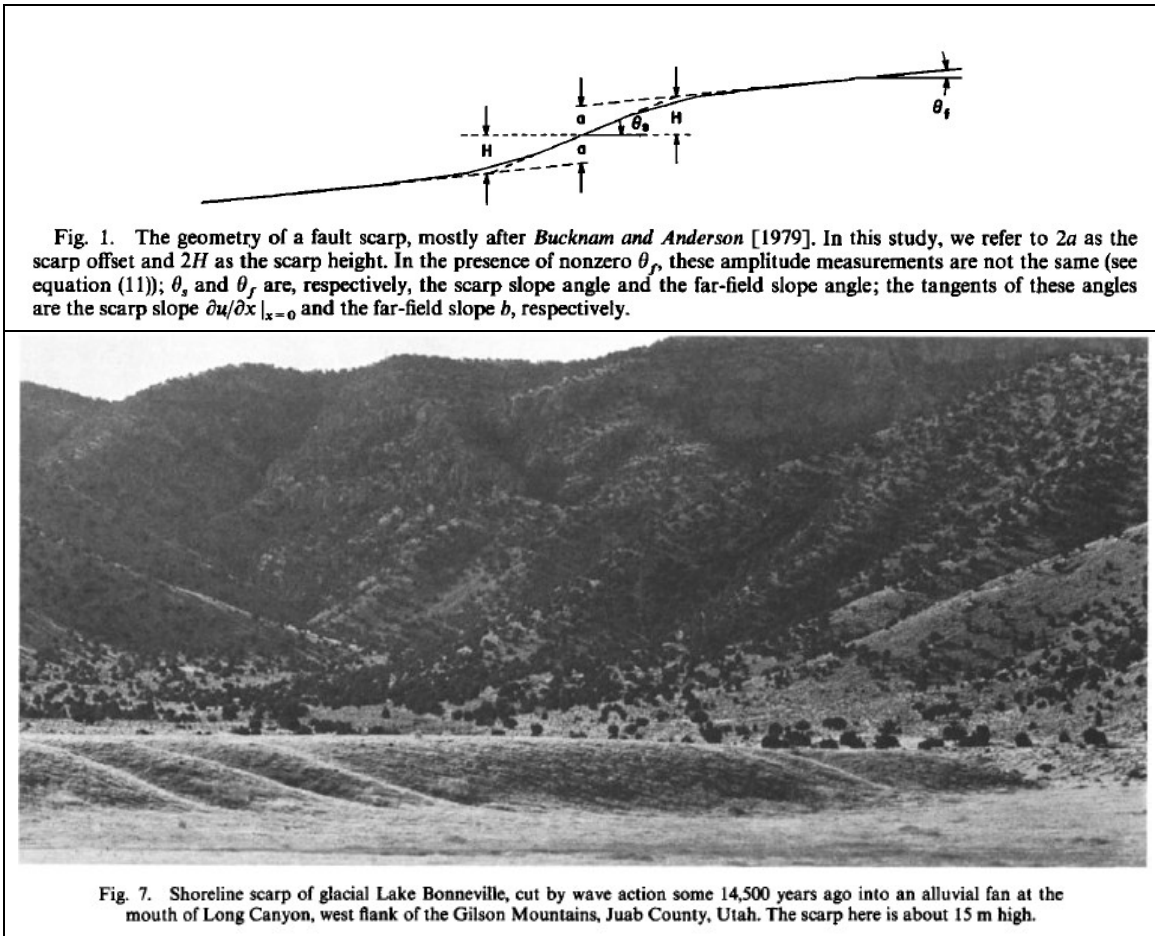 a
θs
H
H
a
θf
Fig. 1. The geometry of a fault scarp, mostly after Bucknam and Anderson [1979]. In this study, we refer to 2a as the
scarp offset and 2H as the scarp height. In the presence of nonzero θf, these amplitude measurements are not the same (see
equation (11)); θs and θf are, respectively, the scarp slope angle and the far-field slope angle; the tangents of these angles
are the scarp slope ∂u/∂x |x=0 and the far-field slope b, respectively.
Fig. 7. Shoreline scarp of glacial Lake Bonneville, cut by wave action some 14,500 years ago into an alluvial fan at the
mouth of Long Canyon, west flank of the Gilson Mountains, Juab County, Utah. The scarp here is about 15 m high.